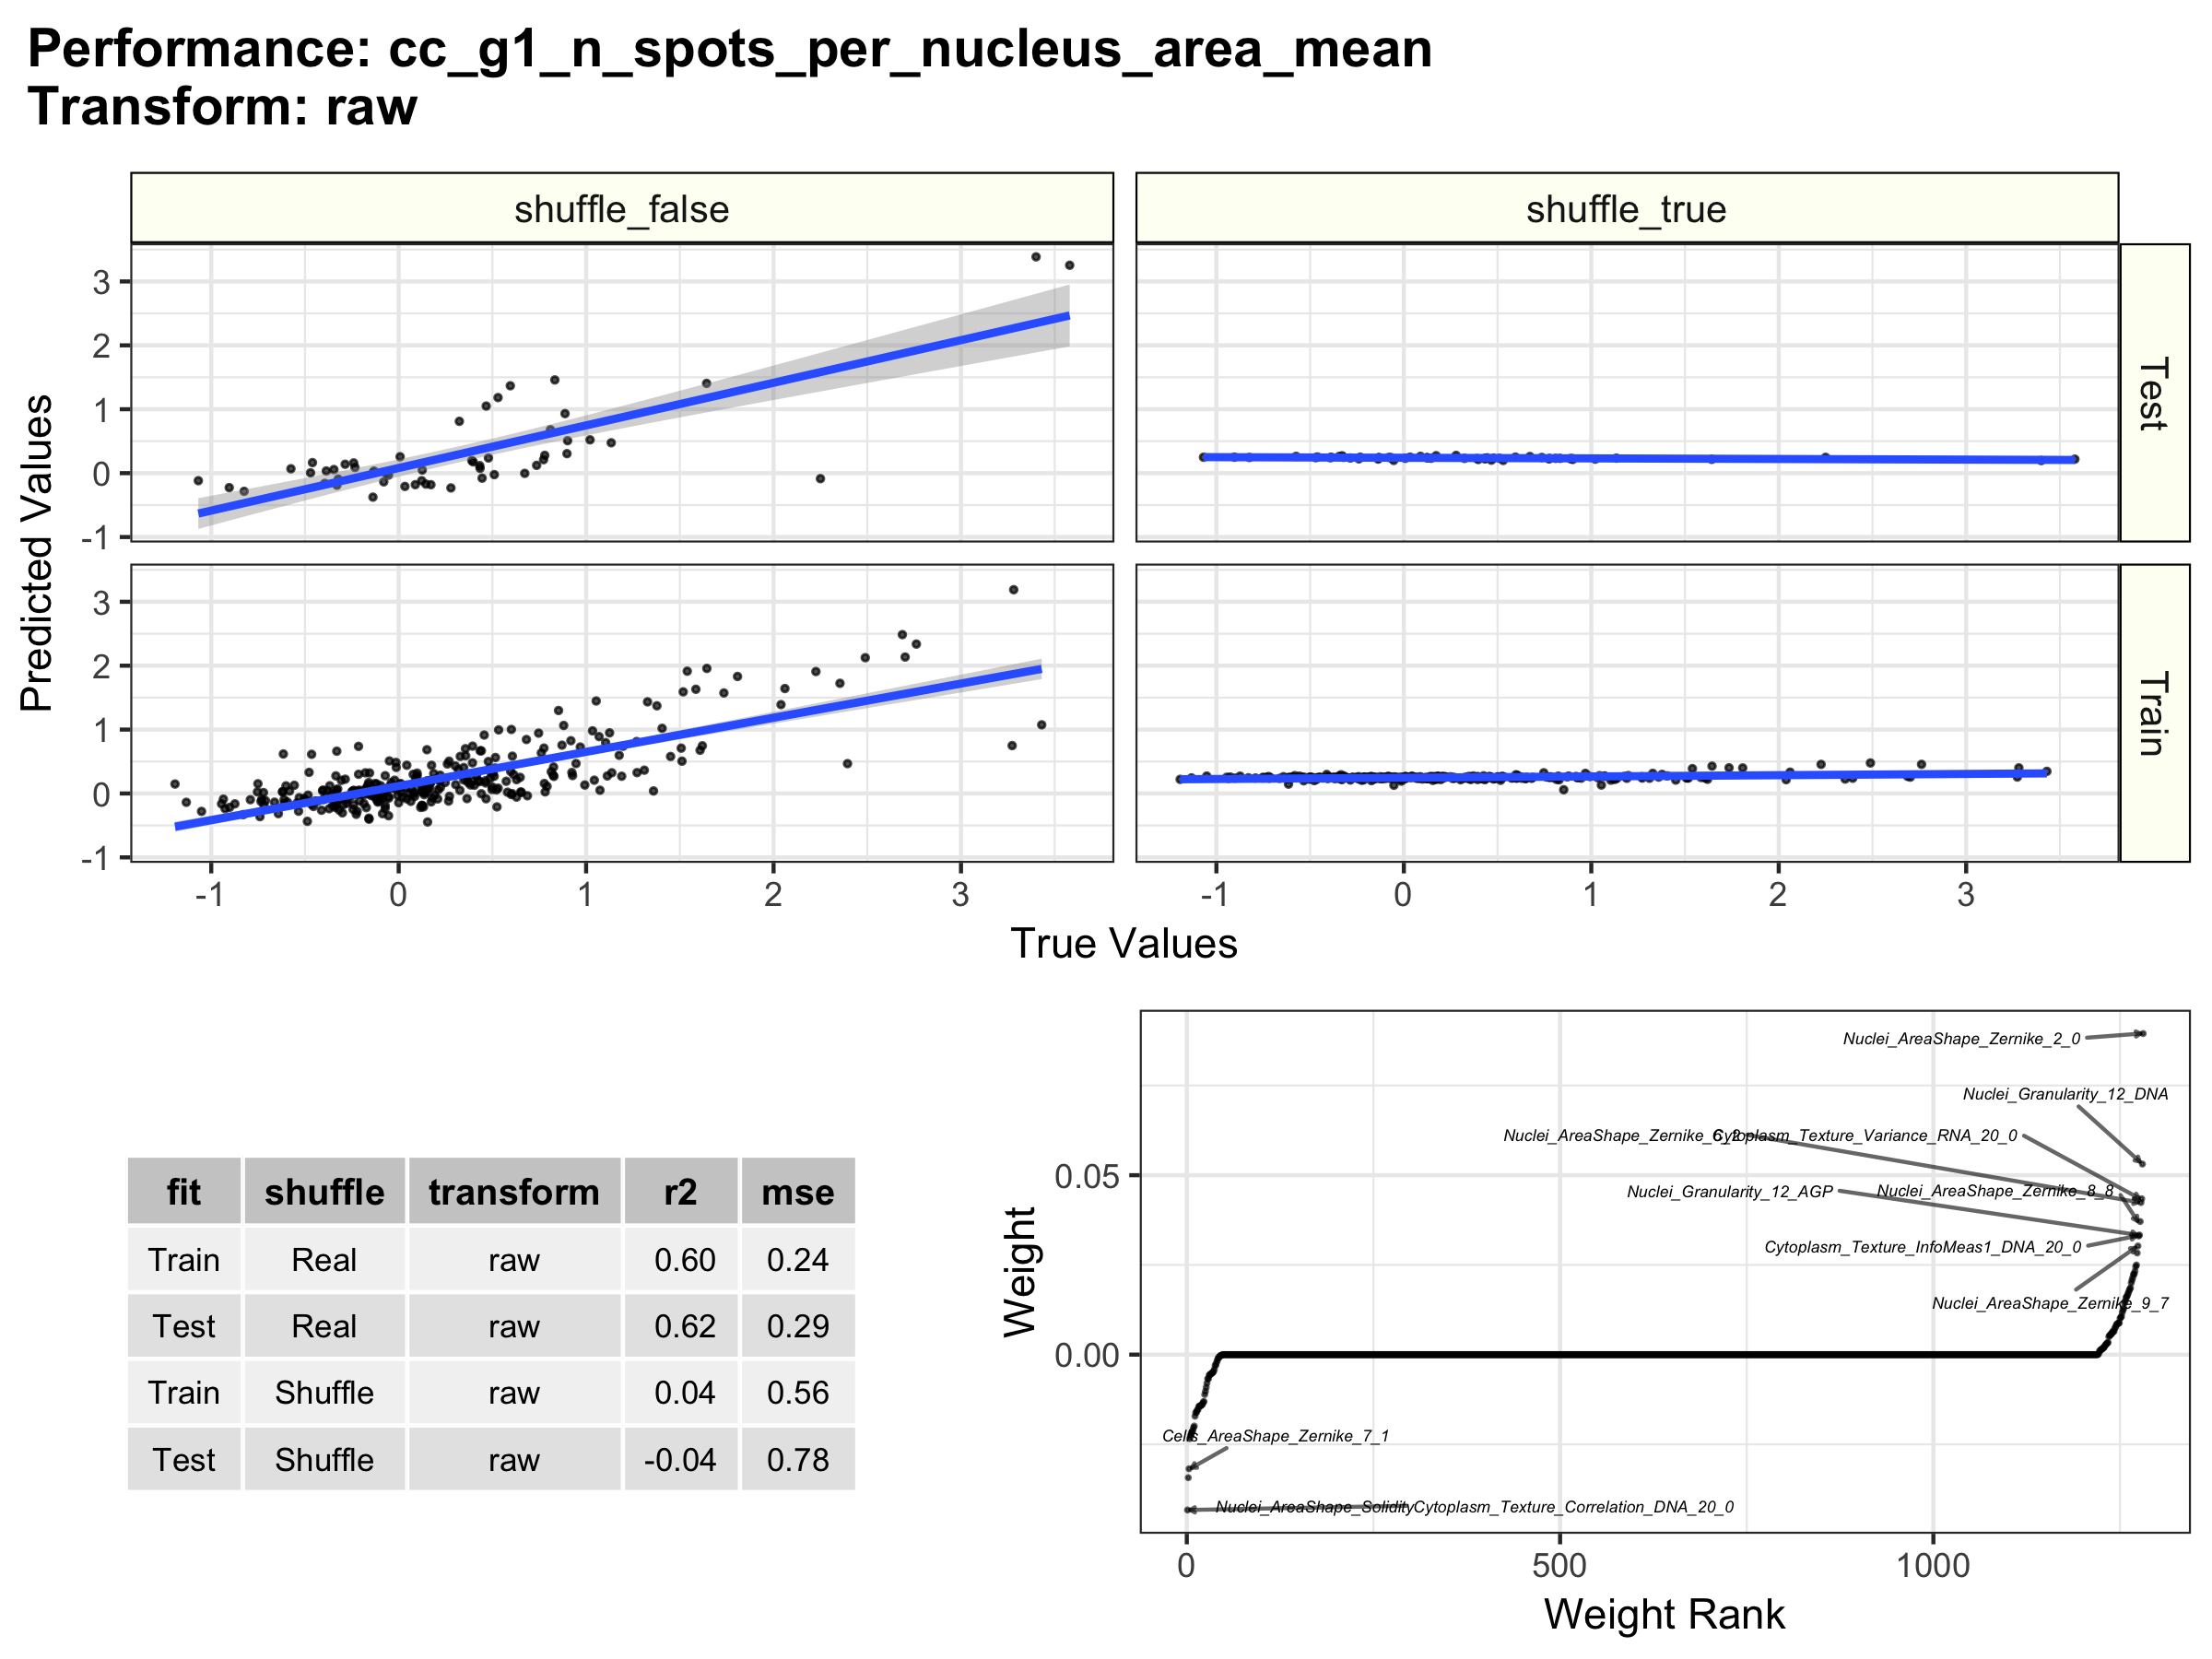 Performance: cc_g1_n_spots_per_nucleus_area_mean
Transform: raw
shuffle_false
shuffle_true
3
2
1
0
-1
Test
3
2
1
0
-1
Train
Predicted Values
-1 0 1 2 3
-1 0 1 2 3
True Values
fit shuffle transform r2 mse
Train Real raw 0.60 0.24
Test Real raw 0.62 0.29
Train Shuffle raw 0.04 0.56
Test Shuffle raw -0.04 0.78
Nuclei_AreaShape_Zernike_2_0
Nuclei_Granularity_12_DNA
Nuclei_AreaShape_Zernike_6_2
Cytoplasm_Texture_Variance_RNA_20_0
Nuclei_Granularity_12_AGP
Nuclei_AreaShape_Zernike_8_8
Cytoplasm_Texture_InfoMeas1_DNA_20_0
Nuclei_AreaShape_Zernike_9_7
Cells_AreaShape_Zernike_7_1
Nuclei_AreaShape_Solidity
Cytoplasm_Texture_Correlation_DNA_20_0
0.05
0.00
Weight
0 500 1000
Weight Rank